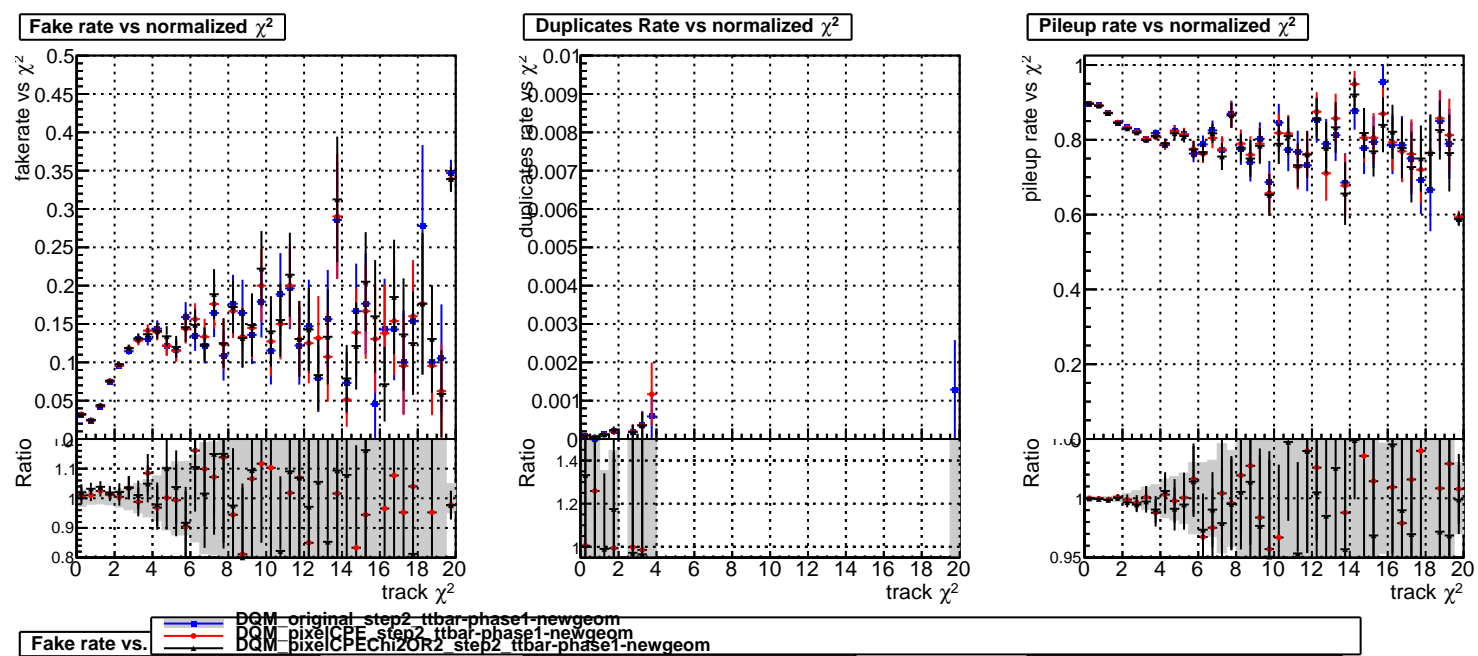 Fake rate vs normalized χ²
Duplicates Rate vs normalized χ²
Pileup rate vs normalized χ²
fakerate vs χ²
0.5
0.45
0.4
0.35
0.3
0.25
0.2
0.15
0.1
0.05
0
Ratio
1.1
1
0.9
0.8
0 2 4 6 8 10 12 14 16 18 20
track χ²
duplicates rate vs χ²
0.01
0.009
0.008
0.007
0.006
0.005
0.004
0.003
0.002
0.001
0
Ratio
1.4
1.2
1
0 2 4 6 8 10 12 14 16 18 20
track χ²
pileup rate vs χ²
1
0.8
0.6
0.4
0.2
0
Ratio
1
0.95
0 2 4 6 8 10 12 14 16 18 20
track χ²
DQM_original_step2_ttbar-phase1-newgeom
DQM_pixelCPE_step2_ttbar-phase1-newgeom
DQM_pixelCPEChi2OR2_step2_ttbar-phase1-newgeom
Fake rate vs.